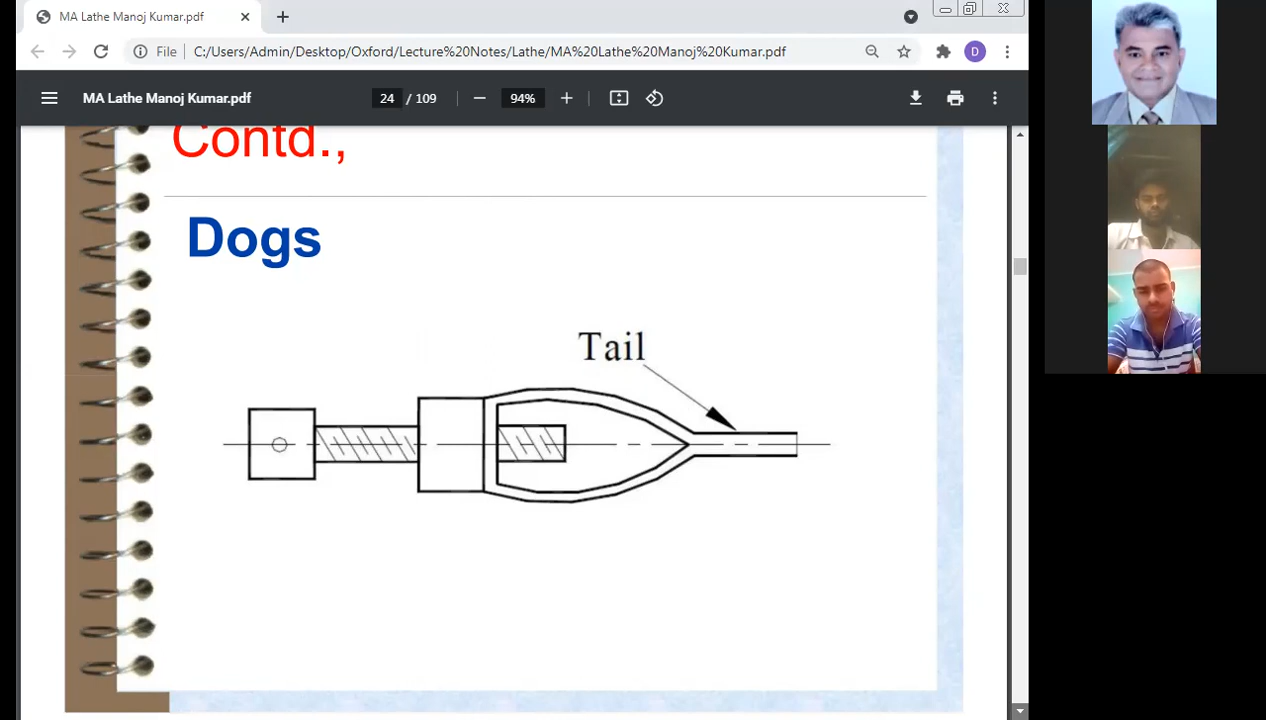 MA Lathe Manoj Kumar.pdf
File C:/Users/Admin/Desktop/Oxford/Lecture%20Notes/Lathe/MA%20Lathe%20Manoj%20Kumar.pdf
D
MA Lathe Manoj Kumar.pdf 24 / 109 94%
Contd.,
Dogs
Tail